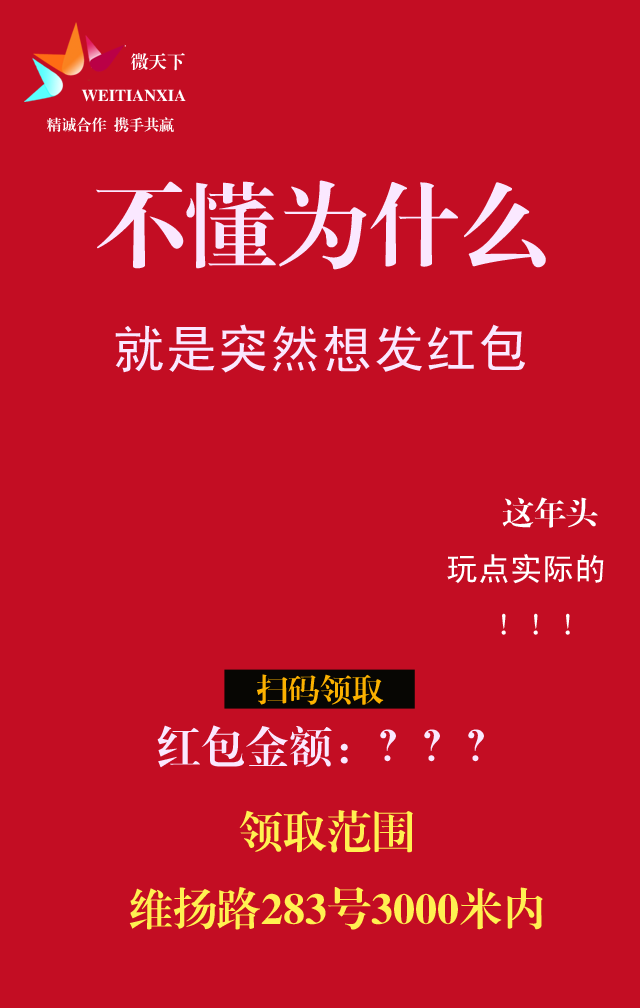 微天下
WEITIANXIA
精诚合作 携手共赢
不懂为什么
就是突然想发红包
这年头
玩点实际的
！！！
扫码领取
红包金额：？？？
领取范围
维扬路283号3000米内